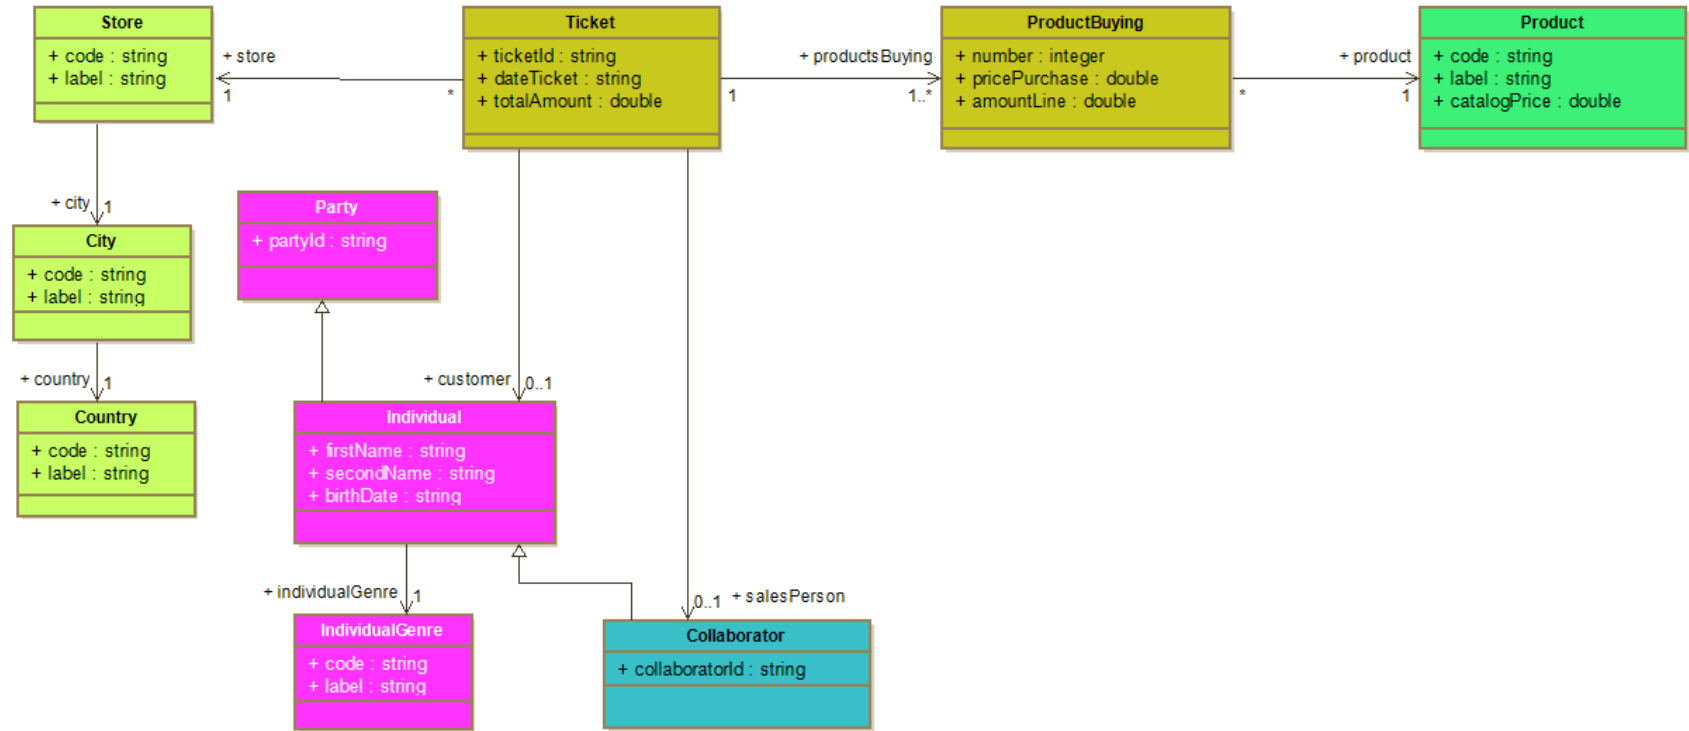 Store
+ code : string
+ label : string
+ store
1
*
Ticket
+ ticketId : string
+ dateTicket : string
+ totalAmount : double
+ productsBuying
1
1..*
ProductBuying
+ number : integer
+ pricePurchase : double
+ amountLine : double
+ product
*
1
Product
+ code : string
+ label : string
+ catalogPrice : double
+ city
1
City
+ code : string
+ label : string
Party
+ partyId : string
+ country
1
Country
+ code : string
+ label : string
+ customer
0..1
Individual
+ firstName : string
+ secondName : string
+ birthDate : string
+ individualGenre
1
IndividualGenre
+ code : string
+ label : string
0..1
+ salesPerson
Collaborator
+ collaboratorId : string